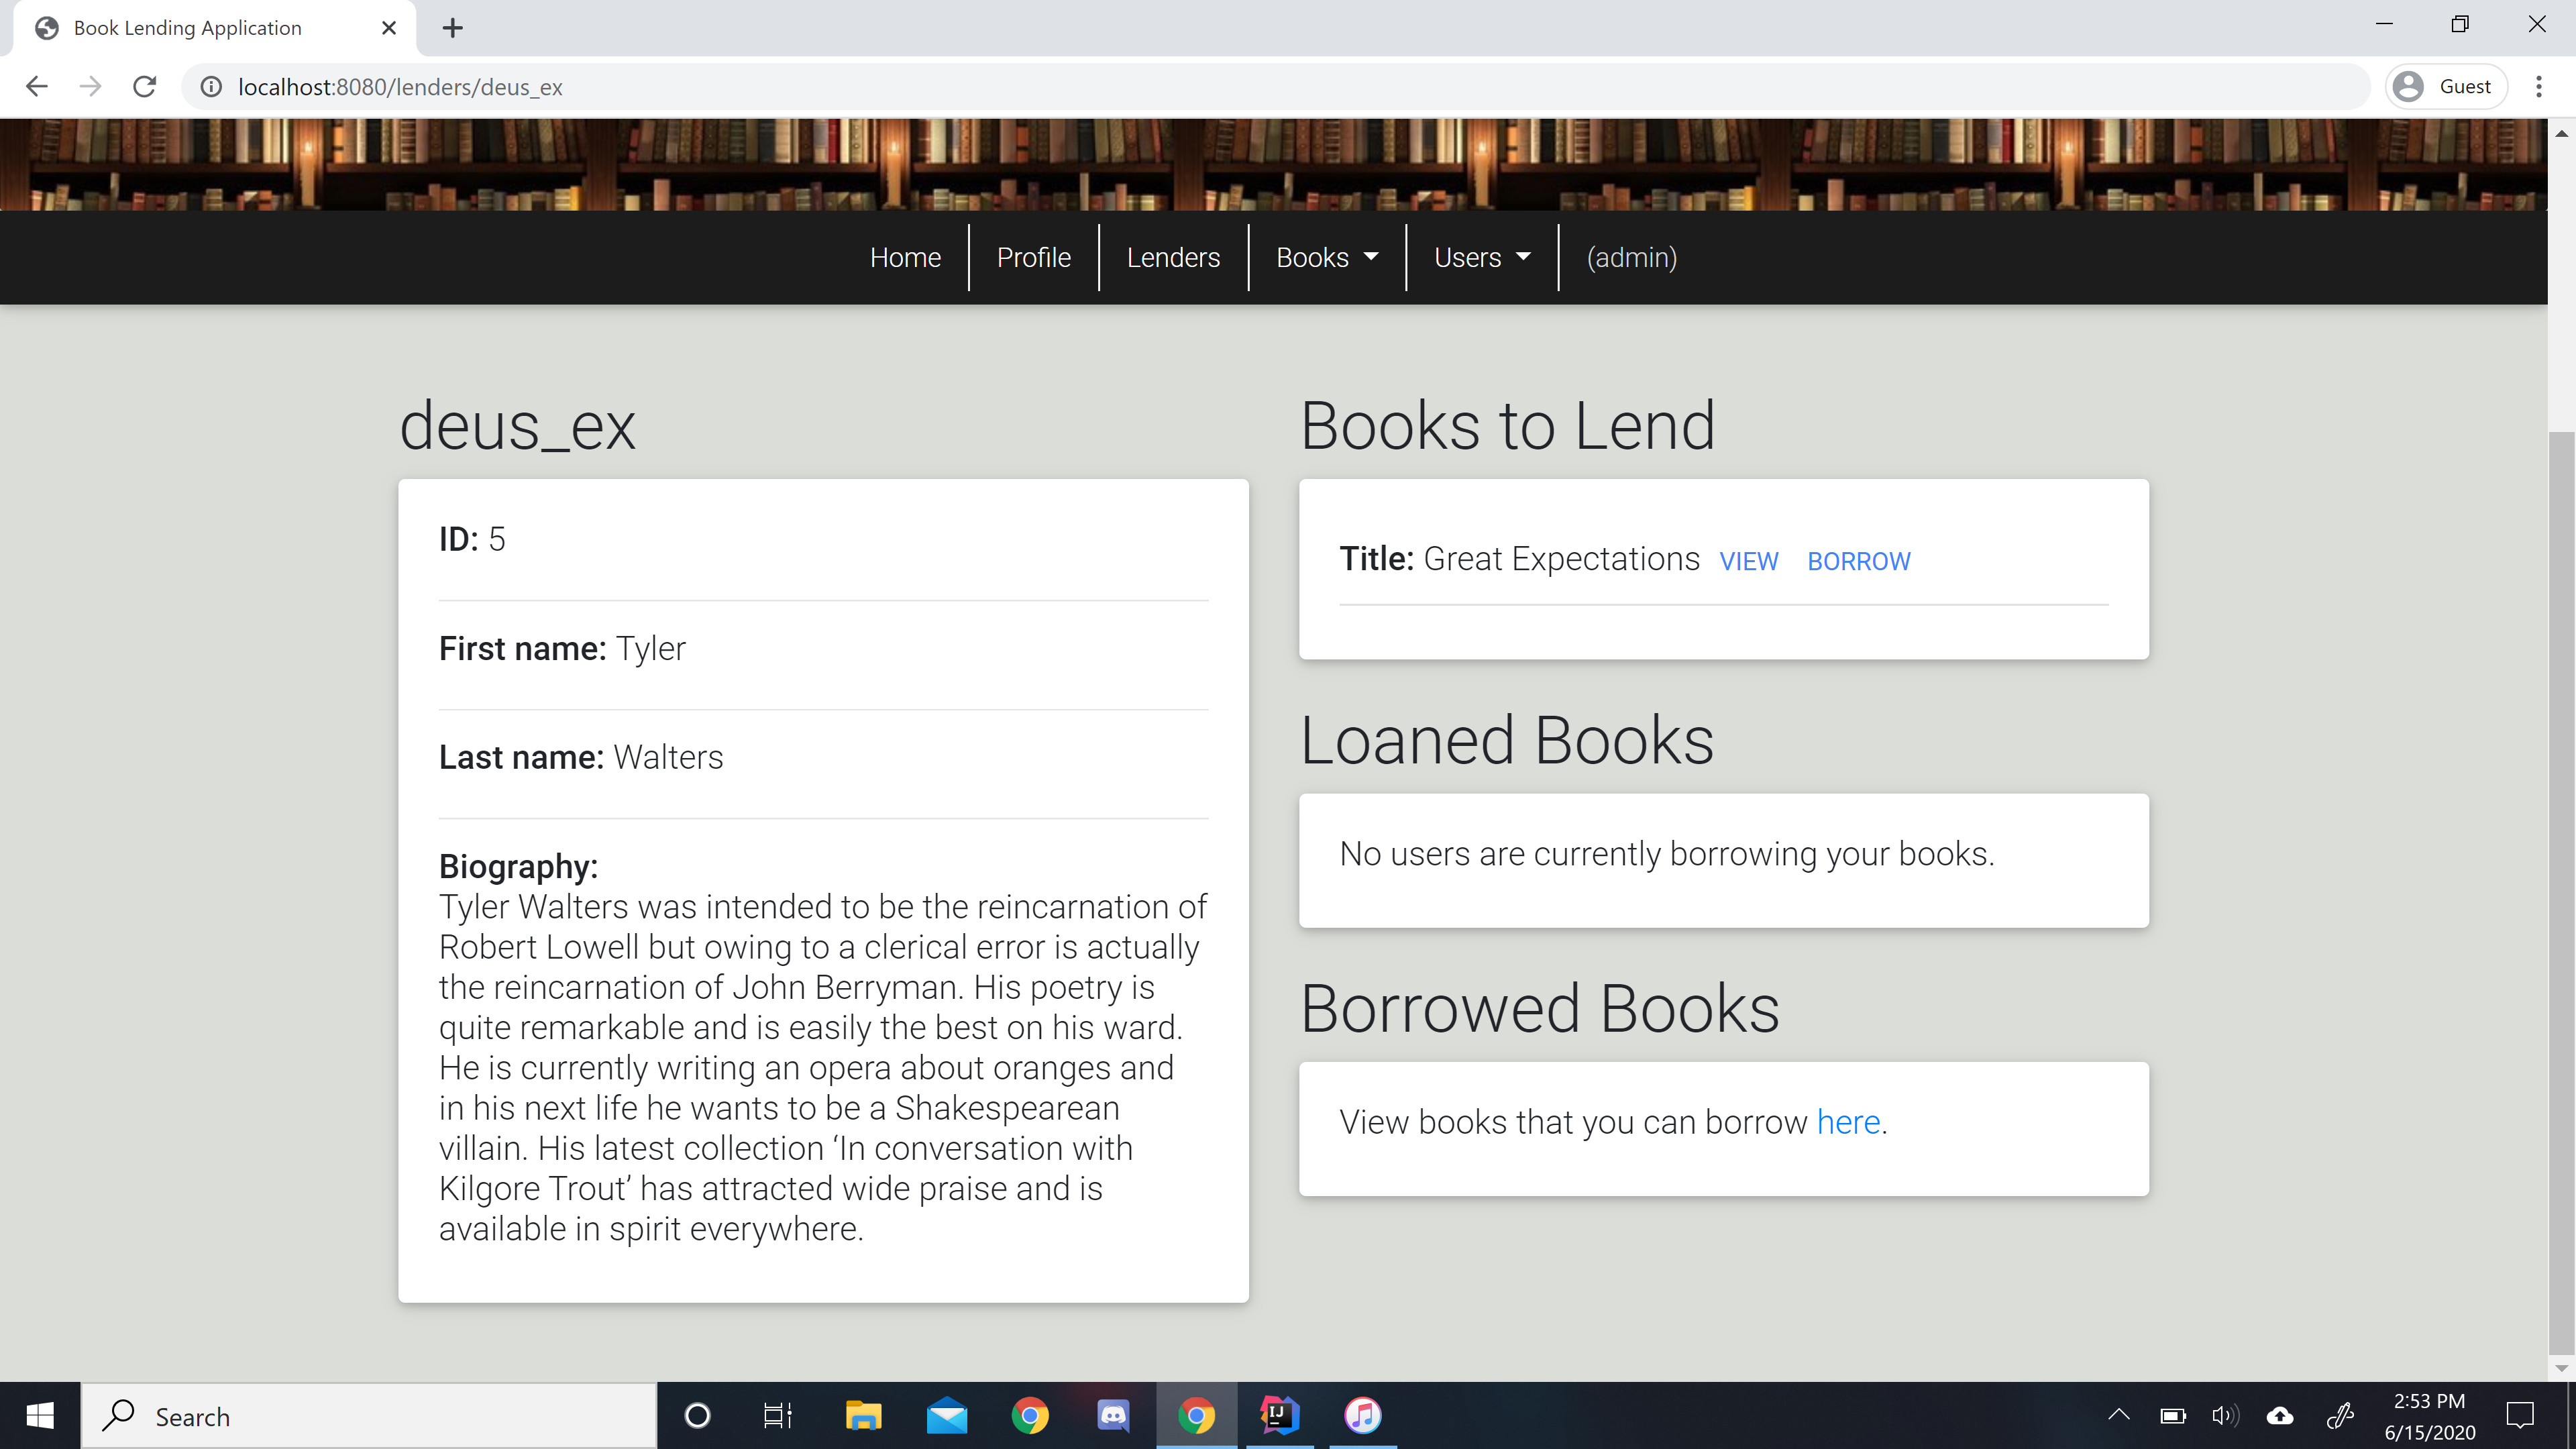 Book Lending Application
localhost:8080/lenders/deus_ex
Guest
Home Profile Lenders Books Users (admin)
deus_ex
ID: 5
First name: Tyler
Last name: Walters
Biography:
Tyler Walters was intended to be the reincarnation of
Robert Lowell but owing to a clerical error is actually
the reincarnation of John Berryman. His poetry is
quite remarkable and is easily the best on his ward.
He is currently writing an opera about oranges and
in his next life he wants to be a Shakespearean
villain. His latest collection ‘In conversation with
Kilgore Trout’ has attracted wide praise and is
available in spirit everywhere.
Books to Lend
Title: Great Expectations VIEW BORROW
Loaned Books
No users are currently borrowing your books.
Borrowed Books
View books that you can borrow here.
Search
IJ
2:53 PM
6/15/2020